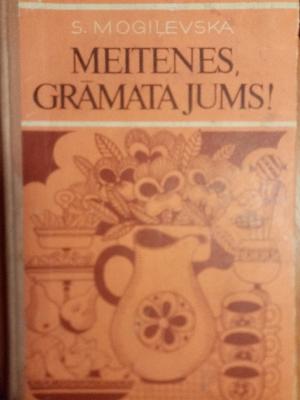 S. MOGIĻEVSKA
MEITENES,
GRĀMATA JUMS!